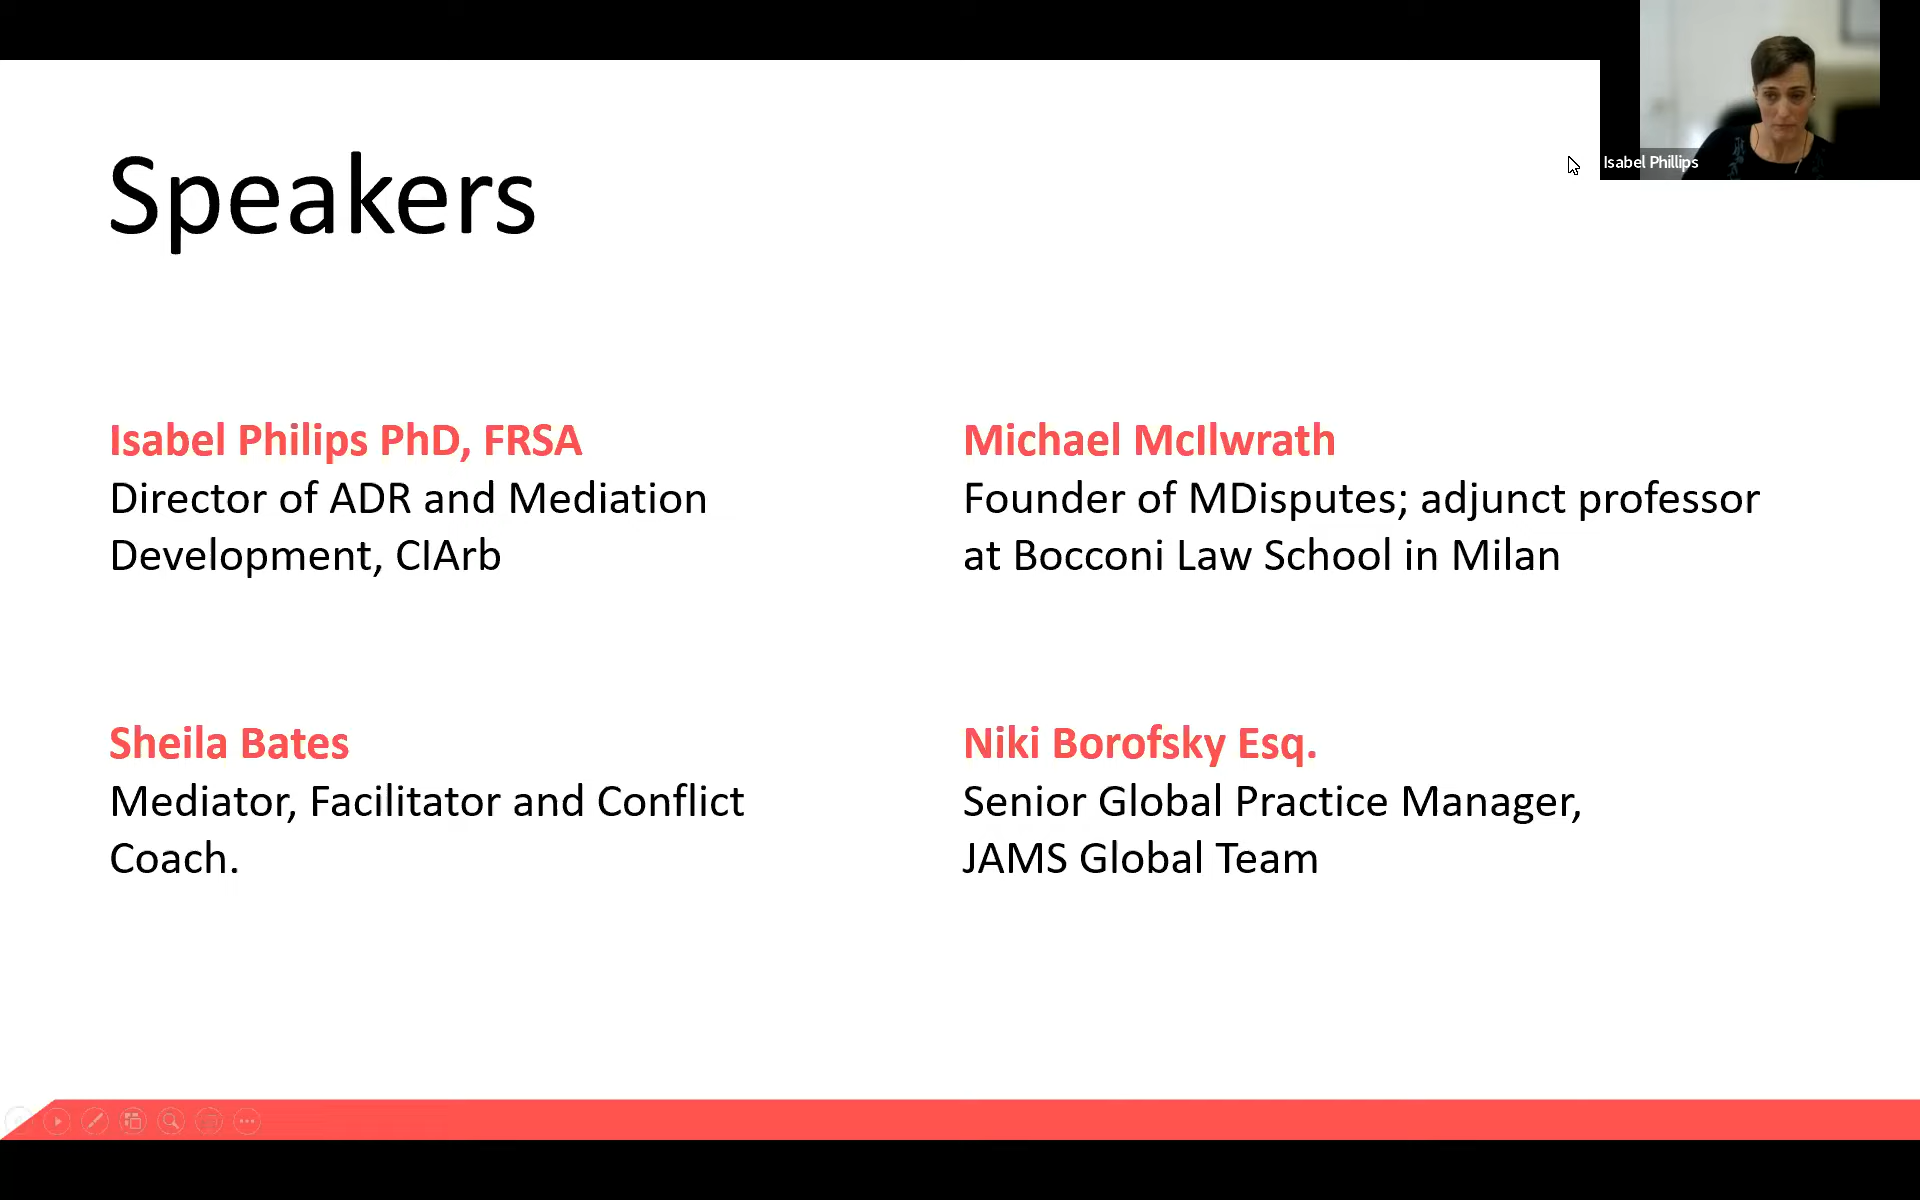 Speakers
Isabel Phillips
Isabel Philips PhD, FRSA
Director of ADR and Mediation
Development, CIArb
Michael McIlwrath
Founder of MDisputes; adjunct professor
at Bocconi Law School in Milan
Sheila Bates
Mediator, Facilitator and Conflict
Coach.
Niki Borofsky Esq.
Senior Global Practice Manager,
JAMS Global Team